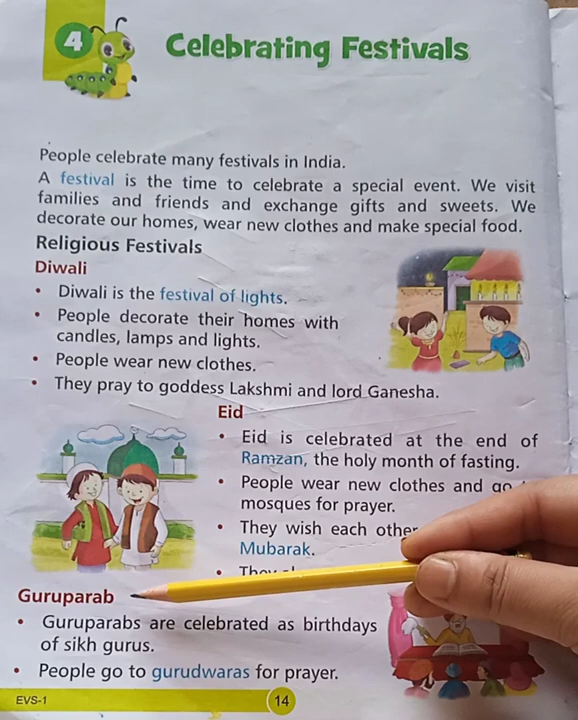 4
Celebrating Festivals
People celebrate many festivals in India.
A festival is the time to celebrate a special event. We visit
families and friends and exchange gifts and sweets. We
decorate our homes, wear new clothes and make special food.
Religious Festivals
Diwali
• Diwali is the festival of lights.
• People decorate their homes with
candles, lamps and lights.
• People wear new clothes.
• They pray to goddess Lakshmi and lord Ganesha.
Eid
• Eid is celebrated at the end of
Ramzan, the holy month of fasting.
• People wear new clothes and go
mosques for prayer.
• They wish each other
Mubarak.
• They
Guruparab
• Guruparabs are celebrated as birthdays
of sikh gurus.
• People go to gurudwaras for prayer.
EVS-1
14